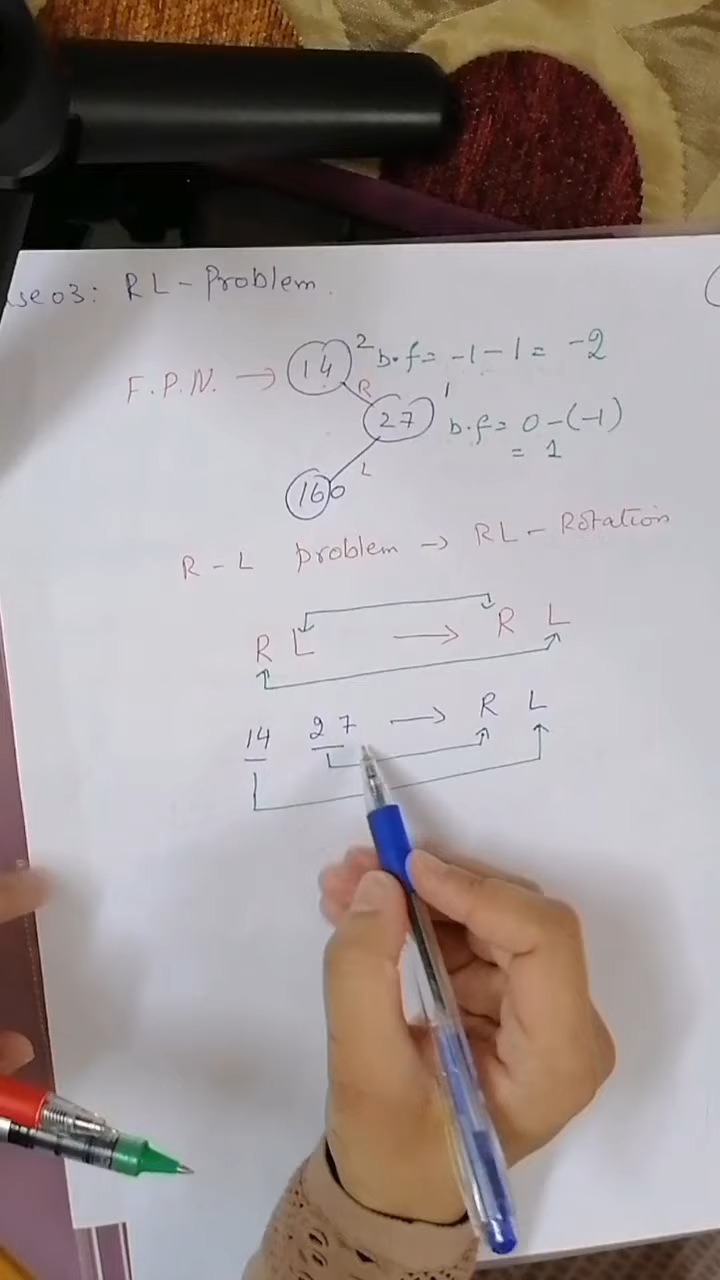 se 03: RL - Problem.
F.P.N. → 14 2 b.f = -1 - 1 = -2
R
27 1 b.f = 0 - (-1)
= 1
L
16 0
R - L problem → RL - Rotation
R L → R L
14 27 → R L